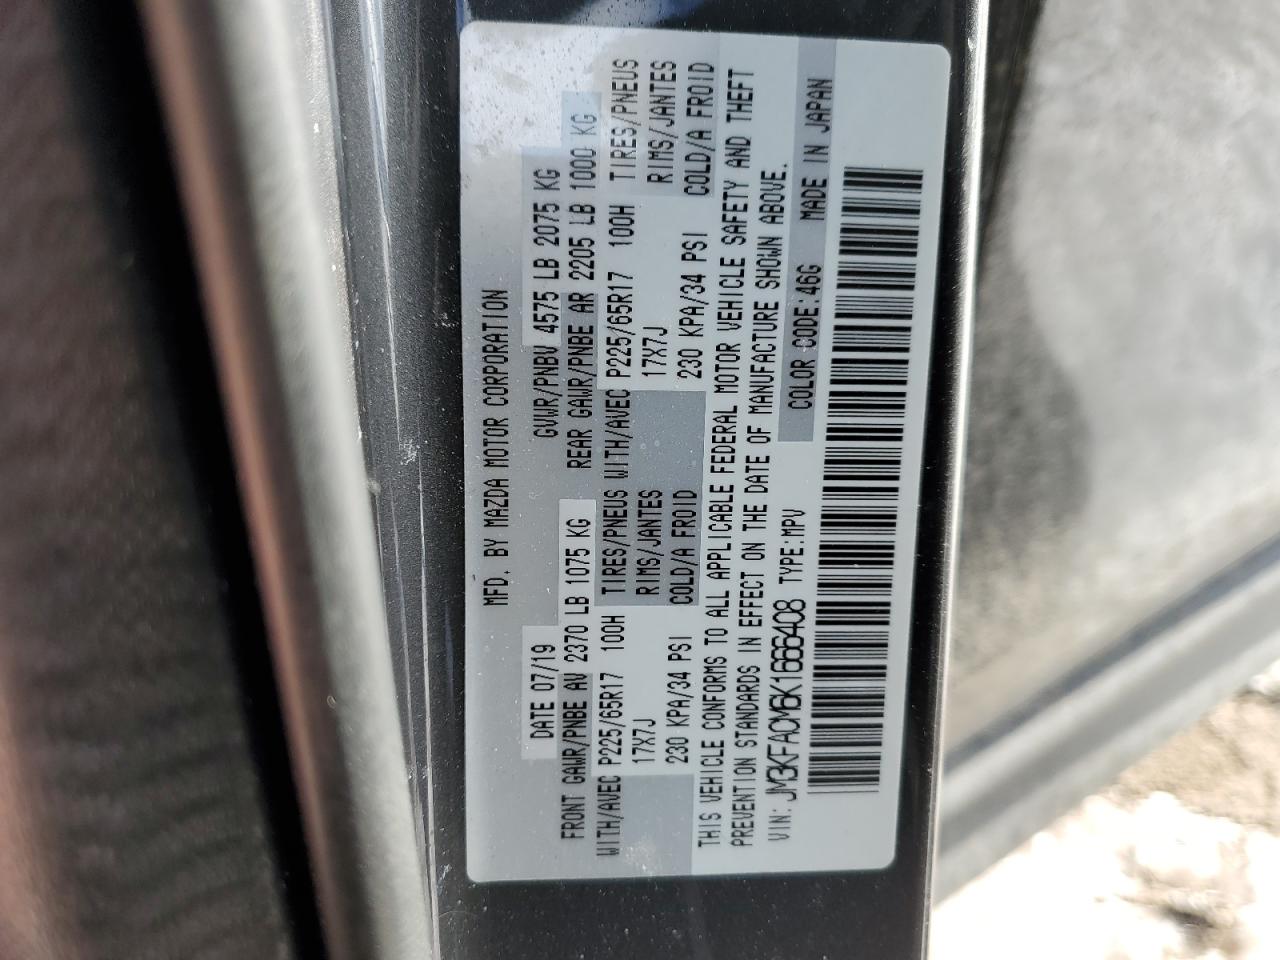 MFD. BY MAZDA MOTOR CORPORATION
DATE 07/19 GVWR/PNBV 4575 LB 2075 KG
FRONT GAWR/PNBE AV 2370 LB 1075 KG REAR GAWR/PNBE AR 2205 LB 1000 KG
WITH/AVEC P225/65R17 100H TIRES/PNEUS WITH/AVEC P225/65R17 100H TIRES/PNEUS
17X7J RIMS/JANTES 17X7J RIMS/JANTES
230 KPA/34 PSI COLD/A FROID 230 KPA/34 PSI COLD/A FROID
THIS VEHICLE CONFORMS TO ALL APPLICABLE FEDERAL MOTOR VEHICLE SAFETY AND THEFT
PREVENTION STANDARDS IN EFFECT ON THE DATE OF MANUFACTURE SHOWN ABOVE.
VIN: JM3KFACM6K1666408 TYPE:MPV COLOR CODE:46G MADE IN JAPAN